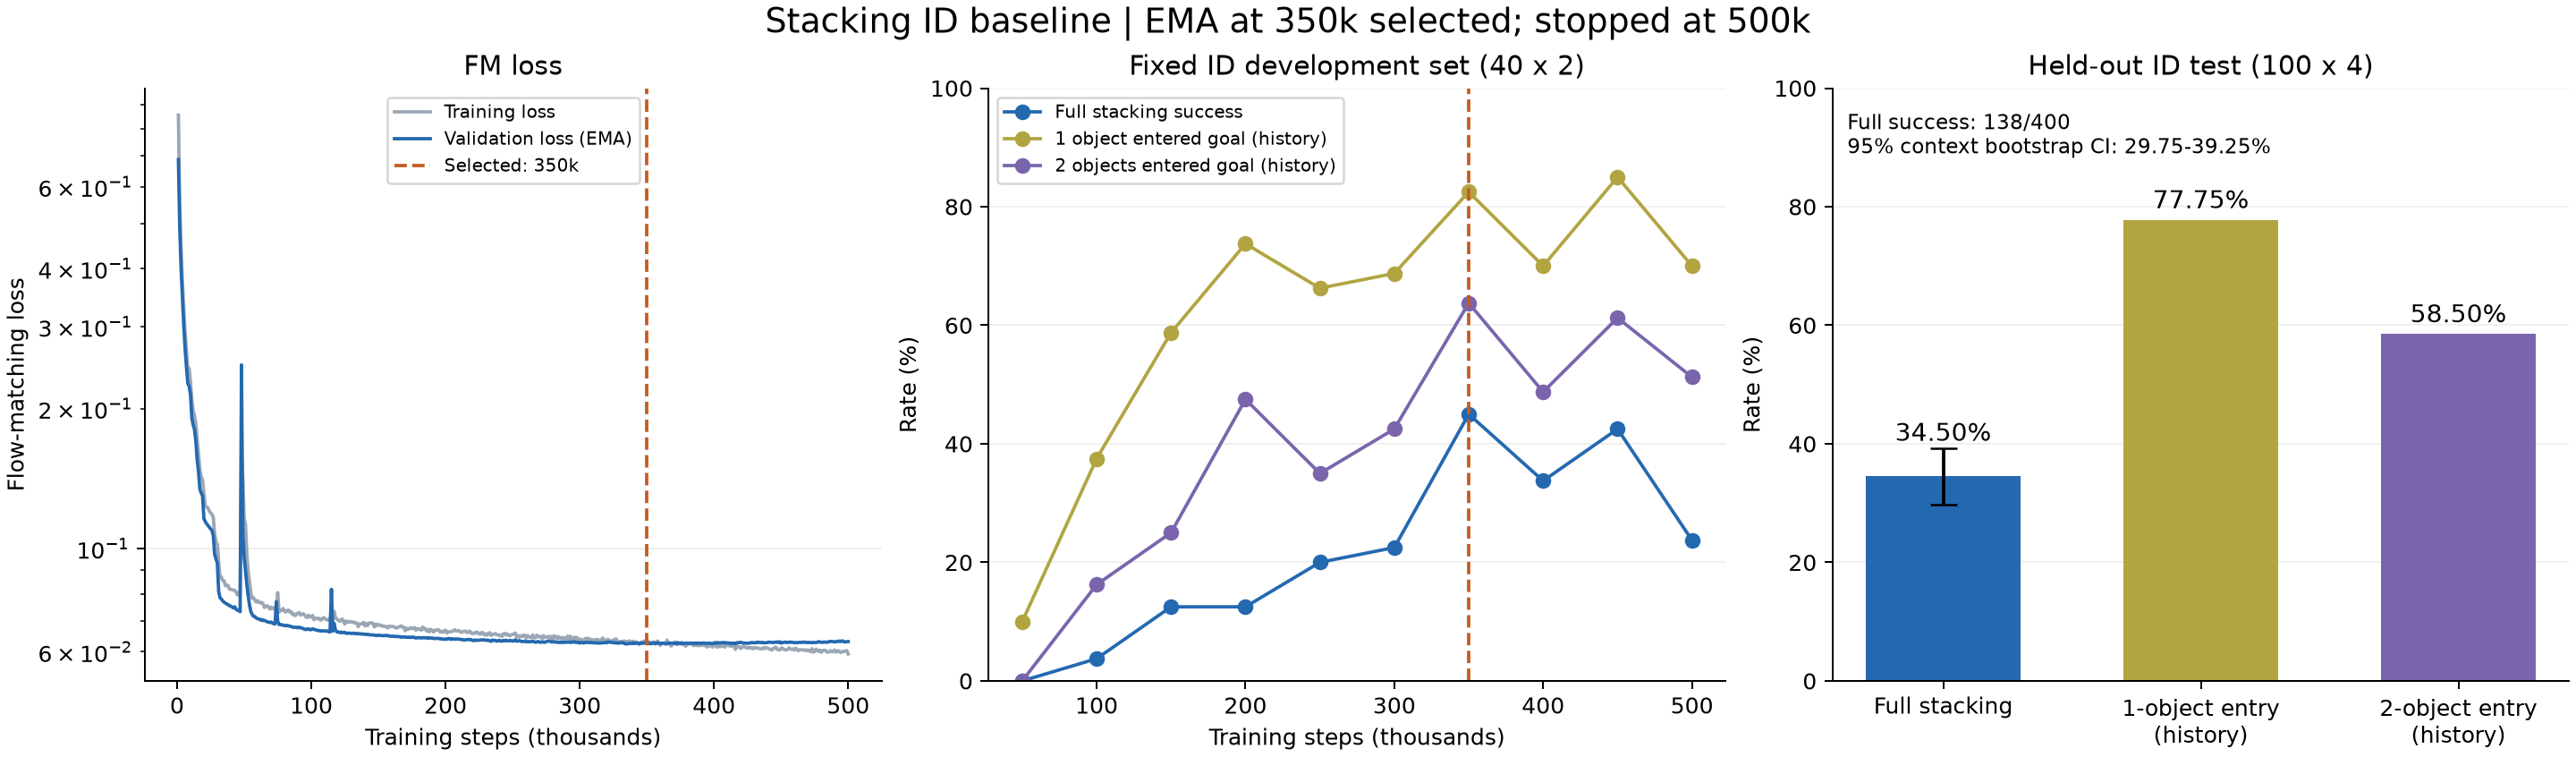 Stacking ID baseline | EMA at 350k selected; stopped at 500k
FM loss
Training loss
Validation loss (EMA)
Selected: 350k
Flow-matching loss
6 × 10⁻¹
4 × 10⁻¹
3 × 10⁻¹
2 × 10⁻¹
10⁻¹
6 × 10⁻²
0
100
200
300
400
500
Training steps (thousands)
Fixed ID development set (40 x 2)
Full stacking success
1 object entered goal (history)
2 objects entered goal (history)
Rate (%)
100
80
60
40
20
0
100
200
300
400
500
Training steps (thousands)
Held-out ID test (100 x 4)
Full success: 138/400
95% context bootstrap CI: 29.75-39.25%
Rate (%)
100
80
60
40
20
0
34.50%
77.75%
58.50%
Full stacking
1-object entry
(history)
2-object entry
(history)